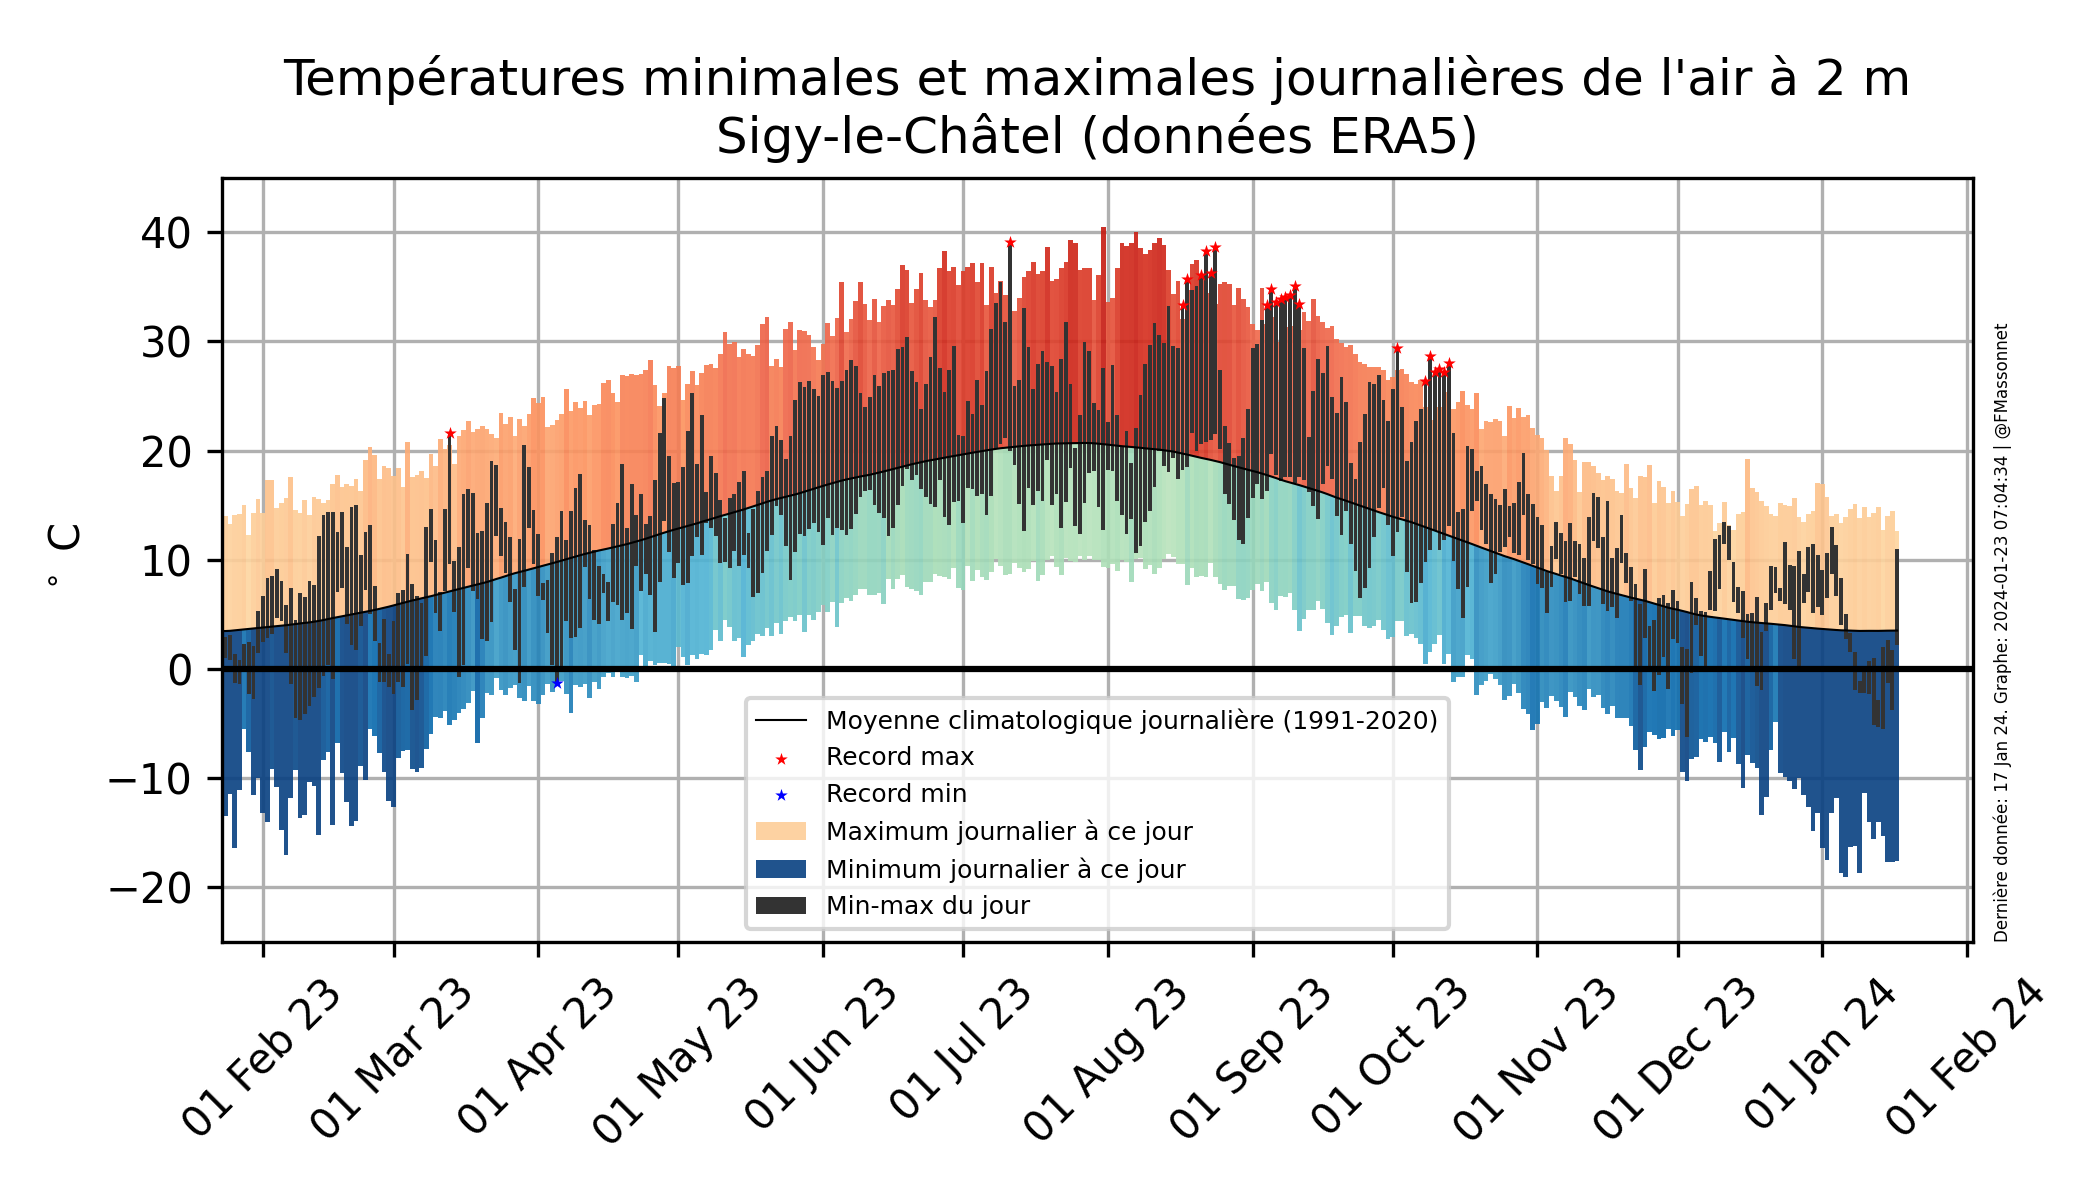 Températures minimales et maximales journalières de l'air à 2 m
Sigy-le-Châtel (données ERA5)
° C
40
30
20
10
0
−10
−20
Moyenne climatologique journalière (1991-2020)
Record max
Record min
Maximum journalier à ce jour
Minimum journalier à ce jour
Min-max du jour
01 Feb 23
01 Mar 23
01 Apr 23
01 May 23
01 Jun 23
01 Jul 23
01 Aug 23
01 Sep 23
01 Oct 23
01 Nov 23
01 Dec 23
01 Jan 24
01 Feb 24
Dernière donnée: 17 Jan 24. Graphe: 2024-01-23 07:04:34 | @FMassonnet